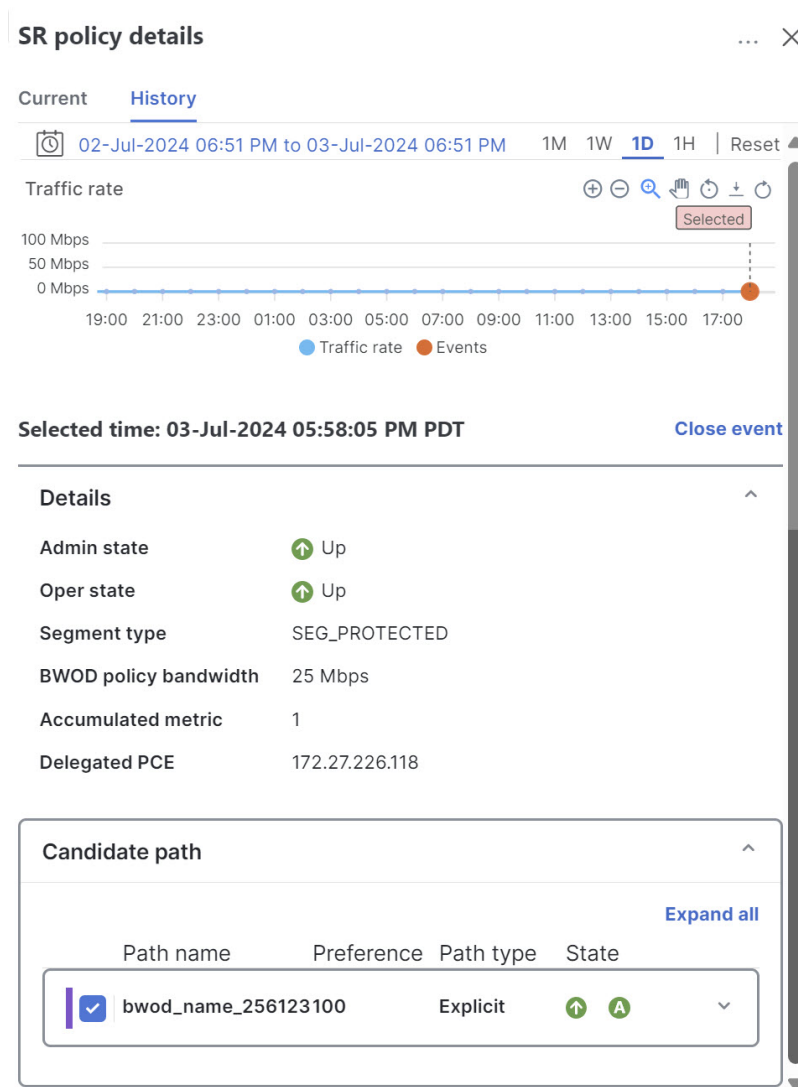 SR policy details
Current History
02-Jul-2024 06:51 PM to 03-Jul-2024 06:51 PM 1M 1W 1D 1H Reset
Traffic rate
Selected
100 Mbps
50 Mbps
0 Mbps
19:00 21:00 23:00 01:00 03:00 05:00 07:00 09:00 11:00 13:00 15:00 17:00
Traffic rate Events
Selected time: 03-Jul-2024 05:58:05 PM PDT Close event
Details
Admin state Up
Oper state Up
Segment type SEG_PROTECTED
BWOD policy bandwidth 25 Mbps
Accumulated metric 1
Delegated PCE 172.27.226.118
Candidate path
Expand all
Path name Preference Path type State
bwod_name_256123100 Explicit A